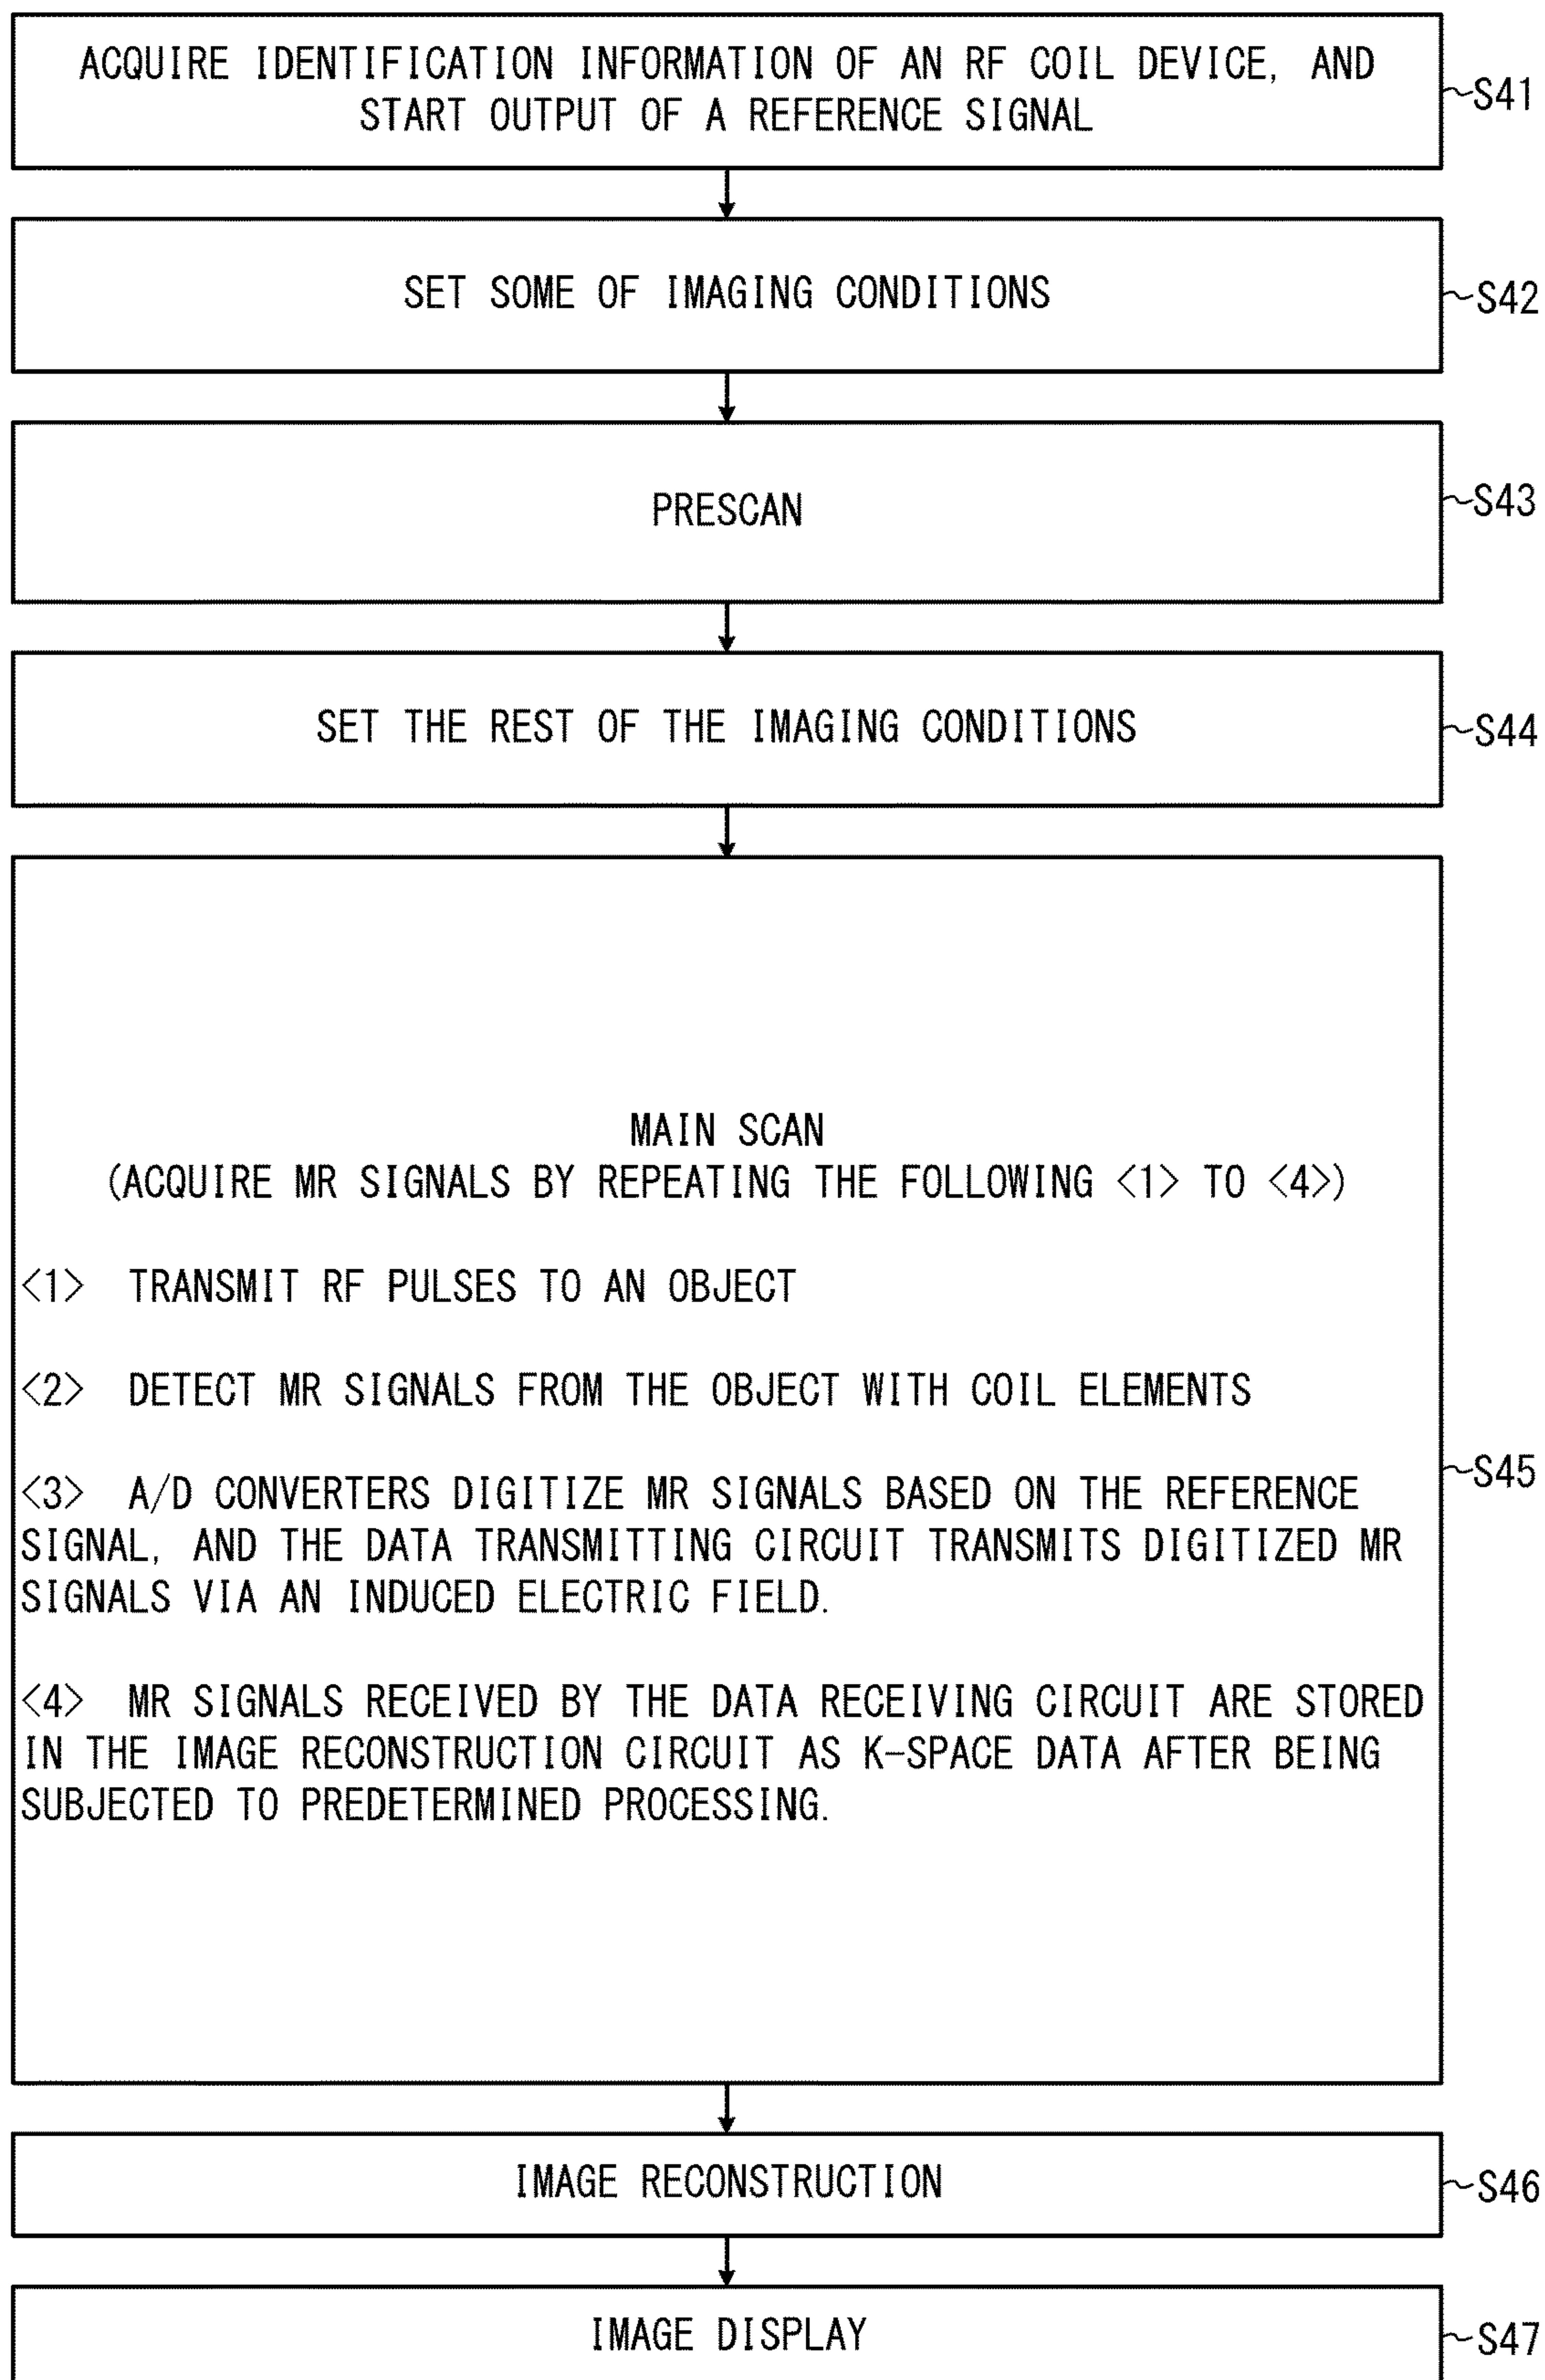 ACQUIRE IDENTIFICATION INFORMATION OF AN RF COIL DEVICE, AND
START OUTPUT OF A REFERENCE SIGNAL
S41
SET SOME OF IMAGING CONDITIONS
S42
PRESCAN
S43
SET THE REST OF THE IMAGING CONDITIONS
S44
MAIN SCAN
(ACQUIRE MR SIGNALS BY REPEATING THE FOLLOWING <1> TO <4>)
<1> TRANSMIT RF PULSES TO AN OBJECT
<2> DETECT MR SIGNALS FROM THE OBJECT WITH COIL ELEMENTS
<3> A/D CONVERTERS DIGITIZE MR SIGNALS BASED ON THE REFERENCE
SIGNAL, AND THE DATA TRANSMITTING CIRCUIT TRANSMITS DIGITIZED MR
SIGNALS VIA AN INDUCED ELECTRIC FIELD.
<4> MR SIGNALS RECEIVED BY THE DATA RECEIVING CIRCUIT ARE STORED
IN THE IMAGE RECONSTRUCTION CIRCUIT AS K-SPACE DATA AFTER BEING
SUBJECTED TO PREDETERMINED PROCESSING.
S45
IMAGE RECONSTRUCTION
S46
IMAGE DISPLAY
S47